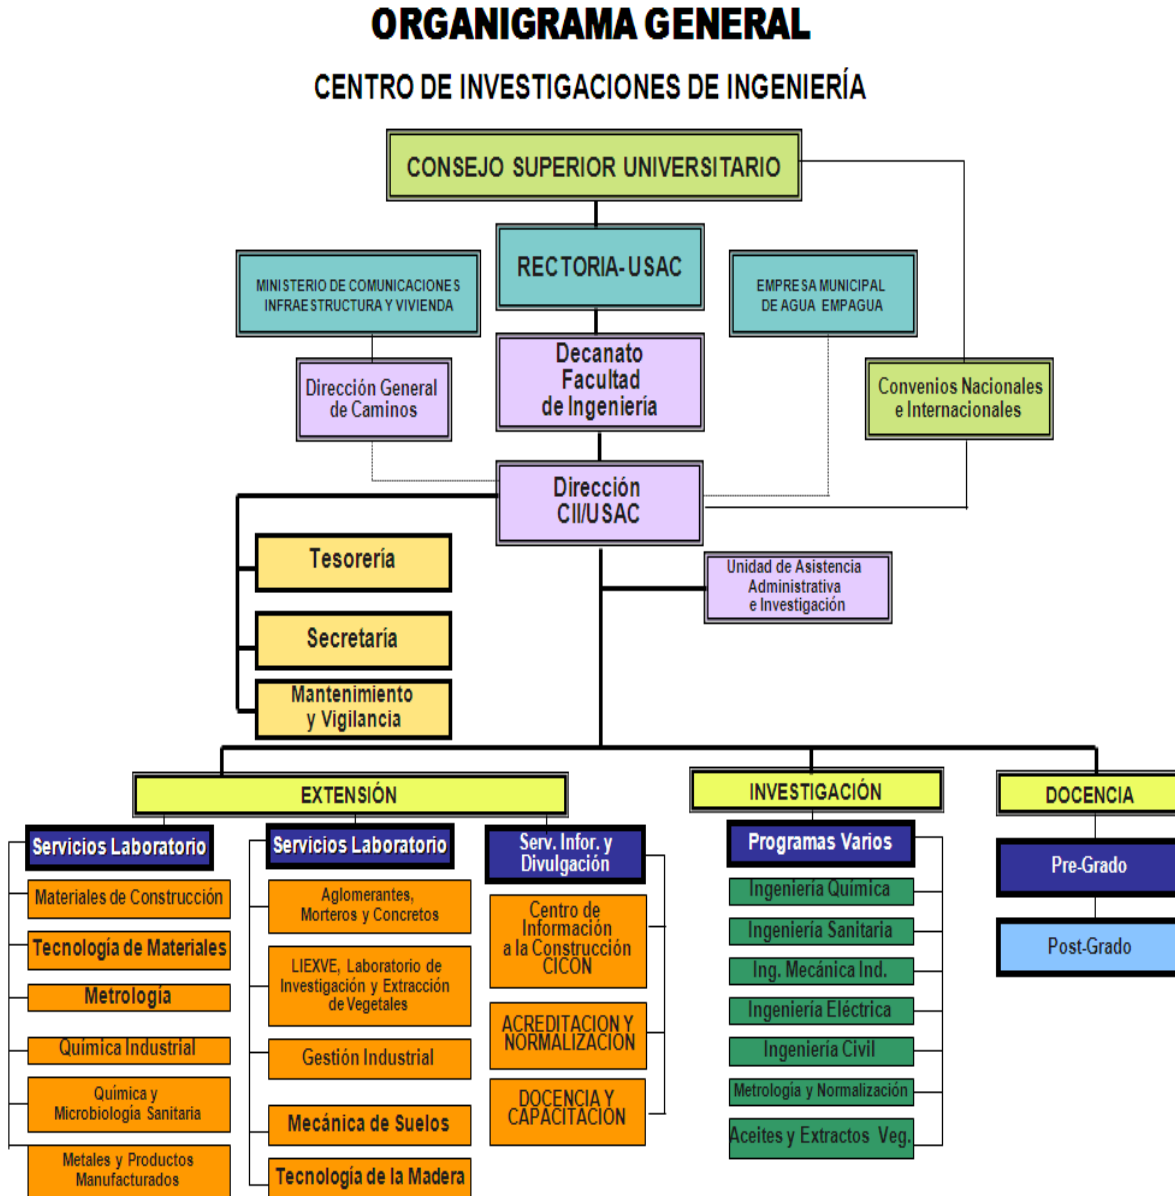 ORGANIGRAMA GENERAL
CENTRO DE INVESTIGACIONES DE INGENIERÍA
CONSEJO SUPERIOR UNIVERSITARIO
RECTORIA-USAC
MINISTERIO DE COMUNICACIONES
INFRAESTRUCTURA Y VIVIENDA
EMPRESA MUNICIPAL
DE AGUA EMPAGUA
Decanato
Facultad
de Ingeniería
Dirección General
de Caminos
Convenios Nacionales
e Internacionales
Dirección
CII/USAC
Tesorería
Unidad de Asistencia
Administrativa
e Investigación
Secretaría
Mantenimiento
y Vigilancia
EXTENSIÓN
INVESTIGACIÓN
DOCENCIA
Servicios Laboratorio
Materiales de Construcción
Tecnología de Materiales
Metrología
Química Industrial
Química y
Microbiología Sanitaria
Metales y Productos
Manufacturados
Servicios Laboratorio
Aglomerantes,
Morteros y Concretos
LIEXVE, Laboratorio de
Investigación y Extracción
de Vegetales
Gestión Industrial
Mecánica de Suelos
Tecnología de la Madera
Serv. Infor. y
Divulgación
Centro de
Información
a la Construcción
CICON
ACREDITACION Y
NORMALIZACION
DOCENCIA Y
CAPACITACIÓN
Programas Varios
Ingeniería Química
Ingeniería Sanitaria
Ing. Mecánica Ind.
Ingeniería Eléctrica
Ingeniería Civil
Metrología y Normalización
Aceites y Extractos Veg.
Pre-Grado
Post-Grado